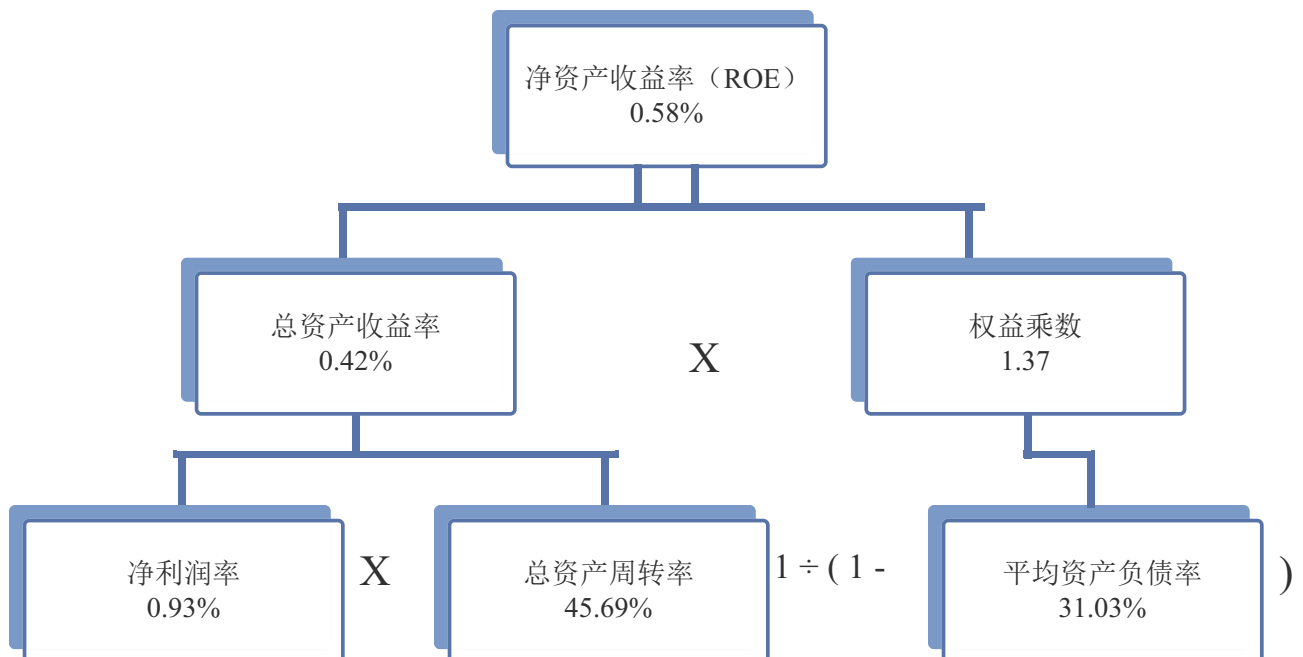 净资产收益率（ROE）
0.58%
总资产收益率
0.42%
X
权益乘数
1.37
净利润率
0.93%
X
总资产周转率
45.69%
1 ÷ ( 1 -
平均资产负债率
31.03%
)